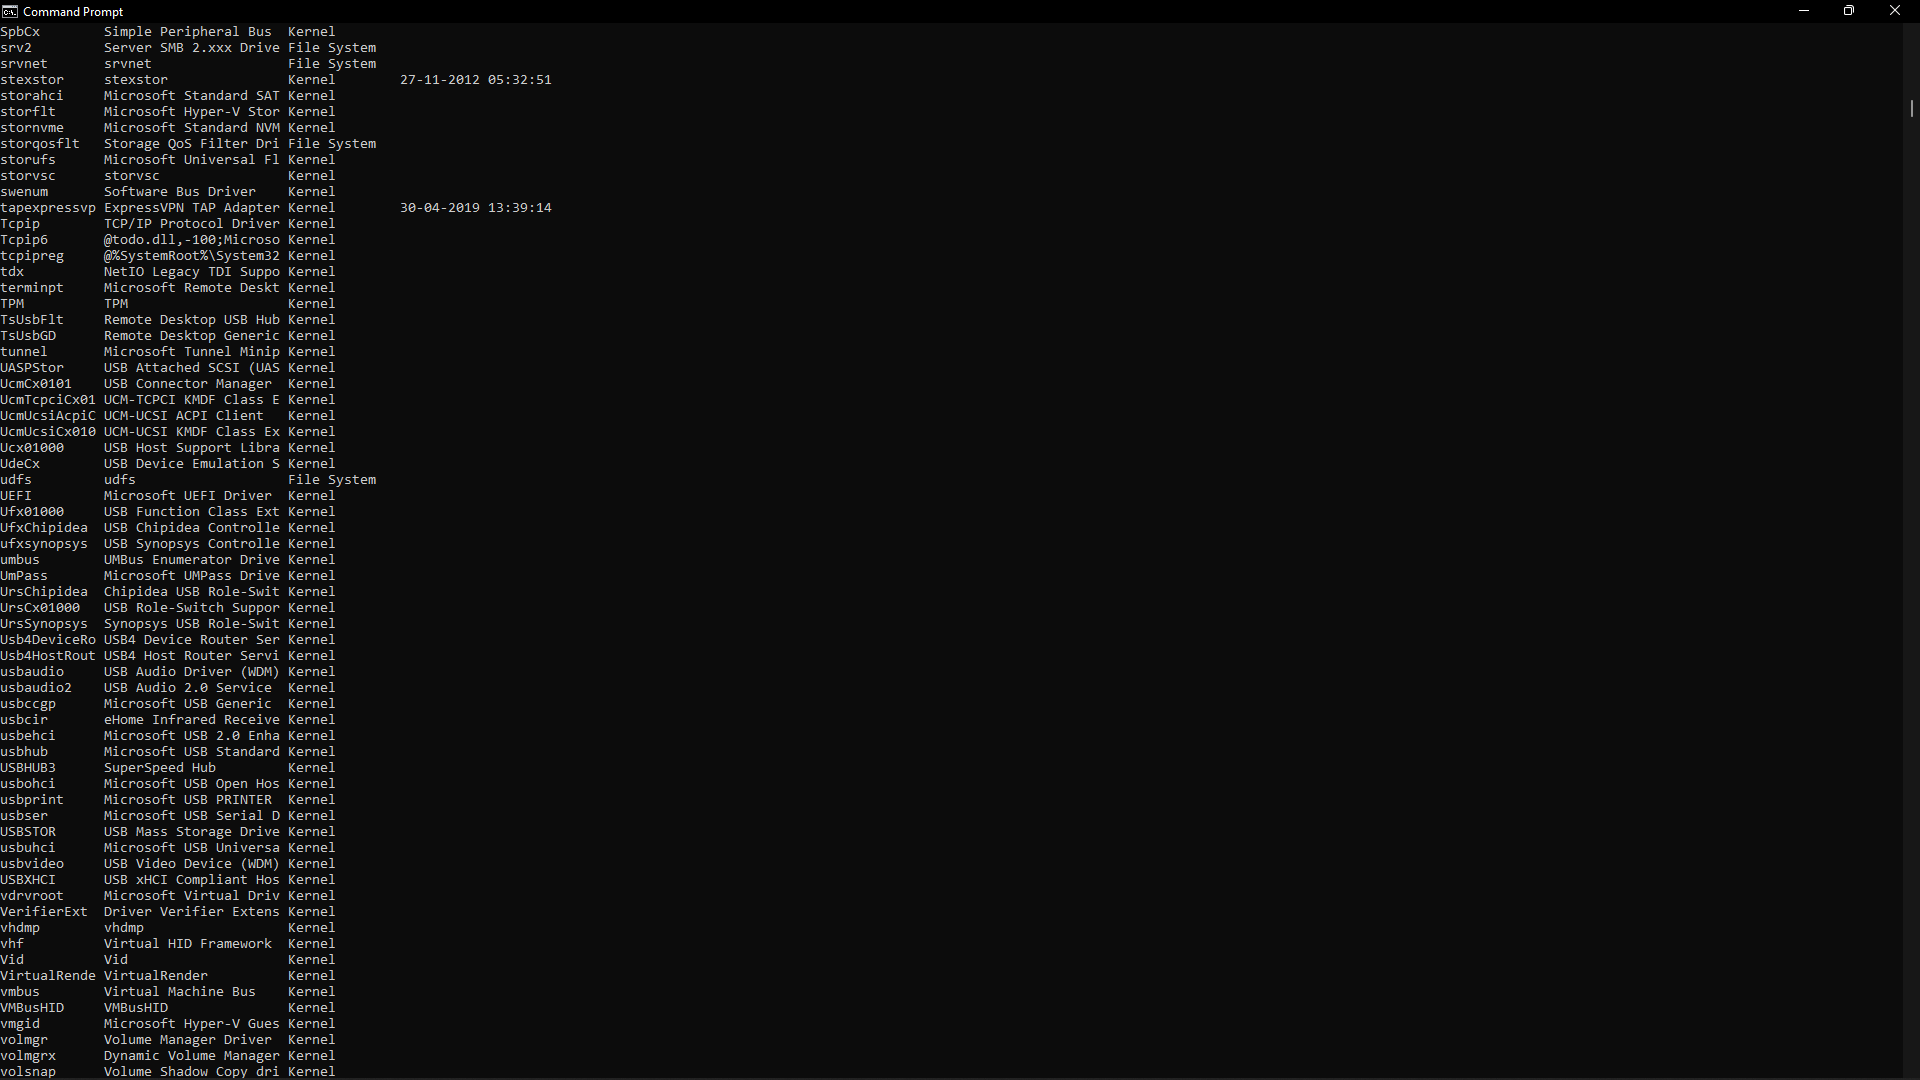 Command Prompt
SpbCx        Simple Peripheral Bus  Kernel
srv2         Server SMB 2.xxx Drive File System
srvnet       srvnet                 File System
stexstor     stexstor               Kernel        27-11-2012 05:32:51
storahci     Microsoft Standard SAT Kernel
storflt      Microsoft Hyper-V Stor Kernel
stornvme     Microsoft Standard NVM Kernel
storqosflt   Storage QoS Filter Dri File System
storufs      Microsoft Universal Fl Kernel
storvsc      storvsc                Kernel
swenum       Software Bus Driver    Kernel
tapexpressvp ExpressVPN TAP Adapter Kernel        30-04-2019 13:39:14
Tcpip        TCP/IP Protocol Driver Kernel
Tcpip6       @todo.dll,-100;Microso Kernel
tcpipreg     @%SystemRoot%\System32 Kernel
tdx          NetIO Legacy TDI Suppo Kernel
terminpt     Microsoft Remote Deskt Kernel
TPM          TPM                    Kernel
TsUsbFlt     Remote Desktop USB Hub Kernel
TsUsbGD      Remote Desktop Generic Kernel
tunnel       Microsoft Tunnel Minip Kernel
UASPStor     USB Attached SCSI (UAS Kernel
UcmCx0101    USB Connector Manager  Kernel
UcmTcpciCx01 UCM-TCPCI KMDF Class E Kernel
UcmUcsiAcpiC UCM-UCSI ACPI Client   Kernel
UcmUcsiCx010 UCM-UCSI KMDF Class Ex Kernel
Ucx01000     USB Host Support Libra Kernel
UdeCx        USB Device Emulation S Kernel
udfs         udfs                   File System
UEFI         Microsoft UEFI Driver  Kernel
Ufx01000     USB Function Class Ext Kernel
UfxChipidea  USB Chipidea Controlle Kernel
ufxsynopsys  USB Synopsys Controlle Kernel
umbus        UMBus Enumerator Drive Kernel
UmPass       Microsoft UMPass Drive Kernel
UrsChipidea  Chipidea USB Role-Swit Kernel
UrsCx01000   USB Role-Switch Suppor Kernel
UrsSynopsys  Synopsys USB Role-Swit Kernel
Usb4DeviceRo USB4 Device Router Ser Kernel
Usb4HostRout USB4 Host Router Servi Kernel
usbaudio     USB Audio Driver (WDM) Kernel
usbaudio2    USB Audio 2.0 Service  Kernel
usbccgp      Microsoft USB Generic  Kernel
usbcir       eHome Infrared Receive Kernel
usbehci      Microsoft USB 2.0 Enha Kernel
usbhub       Microsoft USB Standard Kernel
USBHUB3      SuperSpeed Hub         Kernel
usbohci      Microsoft USB Open Hos Kernel
usbprint     Microsoft USB PRINTER  Kernel
usbser       Microsoft USB Serial D Kernel
USBSTOR      USB Mass Storage Drive Kernel
usbuhci      Microsoft USB Universa Kernel
usbvideo     USB Video Device (WDM) Kernel
USBXHCI      USB xHCI Compliant Hos Kernel
vdrvroot     Microsoft Virtual Driv Kernel
VerifierExt  Driver Verifier Extens Kernel
vhdmp        vhdmp                  Kernel
vhf          Virtual HID Framework  Kernel
Vid          Vid                    Kernel
VirtualRende VirtualRender          Kernel
vmbus        Virtual Machine Bus    Kernel
VMBusHID     VMBusHID               Kernel
vmgid        Microsoft Hyper-V Gues Kernel
volmgr       Volume Manager Driver  Kernel
volmgrx      Dynamic Volume Manager Kernel
volsnap      Volume Shadow Copy dri Kernel